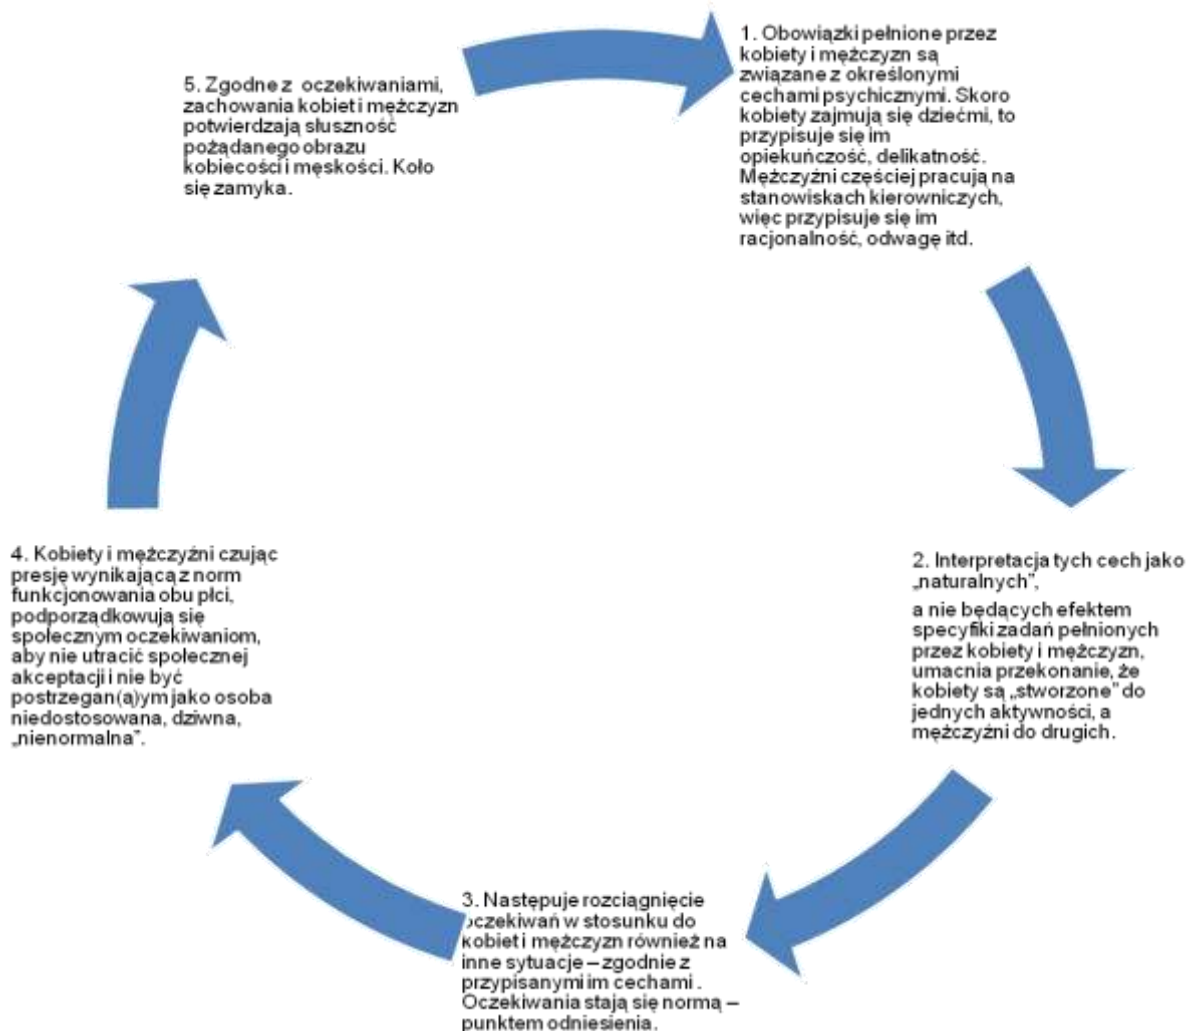 1. Obowiązki pełnione przez
kobiety i mężczyzn są
związane z określonymi
cechami psychicznymi. Skoro
kobiety zajmują się dziećmi, to
przypisuje się im
opiekuńczość, delikatność.
Mężczyźni częściej pracują na
stanowiskach kierowniczych,
więc przypisuje się im
racjonalność, odwagę itd.
2. Interpretacja tych cech jako
„naturalnych”,
a nie będących efektem
specyfiki zadań pełnionych
przez kobiety i mężczyzn,
umacnia przekonanie, że
kobiety są „stworzone” do
jednych aktywności, a
mężczyźni do drugich.
3. Następuje rozciągnięcie
oczekiwań w stosunku do
kobiet i mężczyzn również na
inne sytuacje – zgodnie z
przypisanymi im cechami .
Oczekiwania stają się normą –
punktem odniesienia.
4. Kobiety i mężczyźni czując
presję wynikającą z norm
funkcjonowania obu płci,
podporządkowują się
społecznym oczekiwaniom,
aby nie utracić społecznej
akceptacji i nie być
postrzegan(ą)ym jako osoba
niedostosowana, dziwna,
„nienormalna”.
5. Zgodne z oczekiwaniami,
zachowania kobiet i mężczyzn
potwierdzają słuszność
pożądanego obrazu
kobiecości i męskości. Koło
się zamyka.